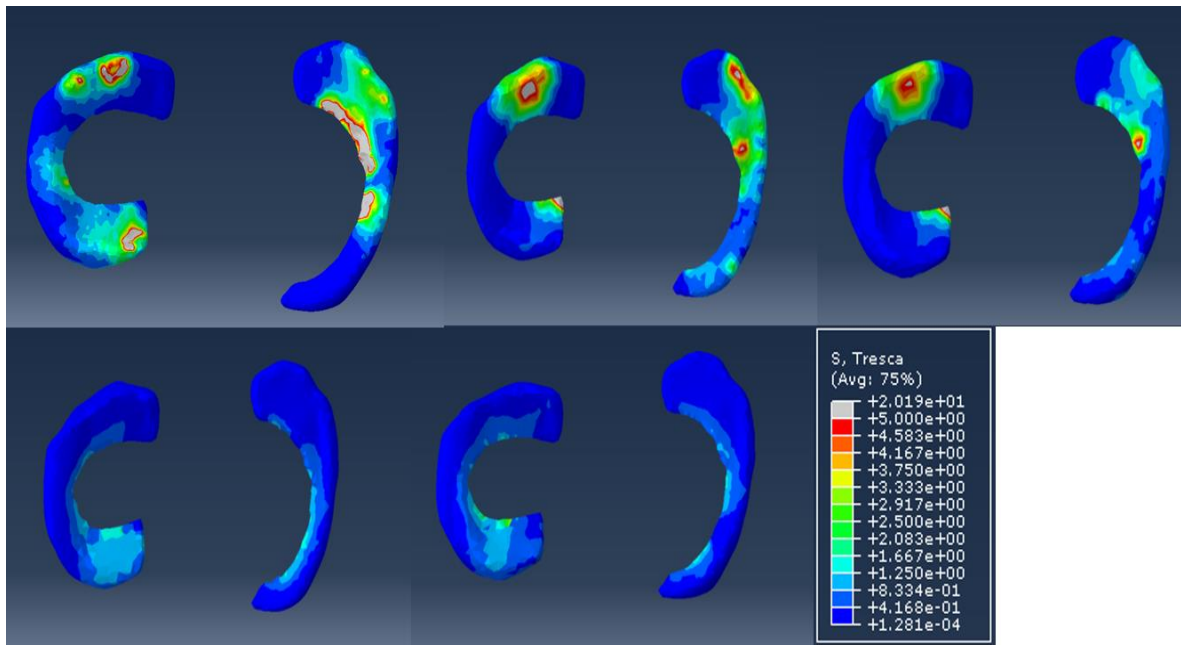 S, Tresca
(Avg: 75%)
+2.019e+01
+5.000e+00
+4.583e+00
+4.167e+00
+3.750e+00
+3.333e+00
+2.917e+00
+2.500e+00
+2.083e+00
+1.667e+00
+1.250e+00
+8.334e-01
+4.168e-01
+1.281e-04